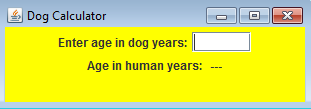 Dog Calculator
Enter age in dog years:
Age in human years: ---